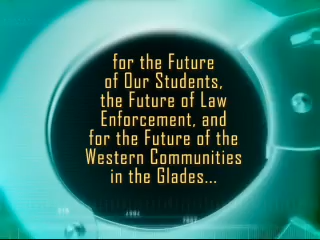 for the Future
of Our Students,
the Future of Law
Enforcement, and
for the Future of the
Western Communities
in the Glades...